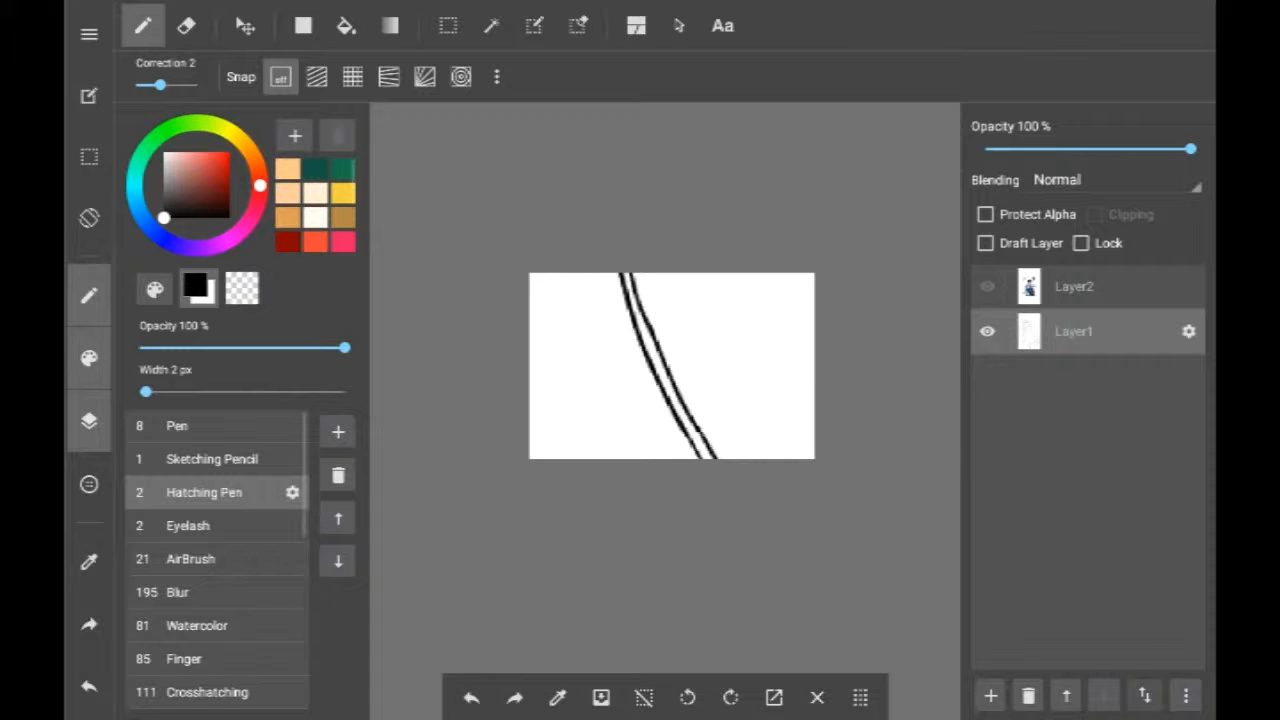 Aa
Correction 2
Snap
off
Opacity 100 %
Blending Normal
Protect Alpha Clipping
Draft Layer Lock
Layer2
Layer1
Opacity 100 %
Width 2 px
8 Pen
1 Sketching Pencil
2 Hatching Pen
2 Eyelash
21 AirBrush
195 Blur
81 Watercolor
85 Finger
111 Crosshatching